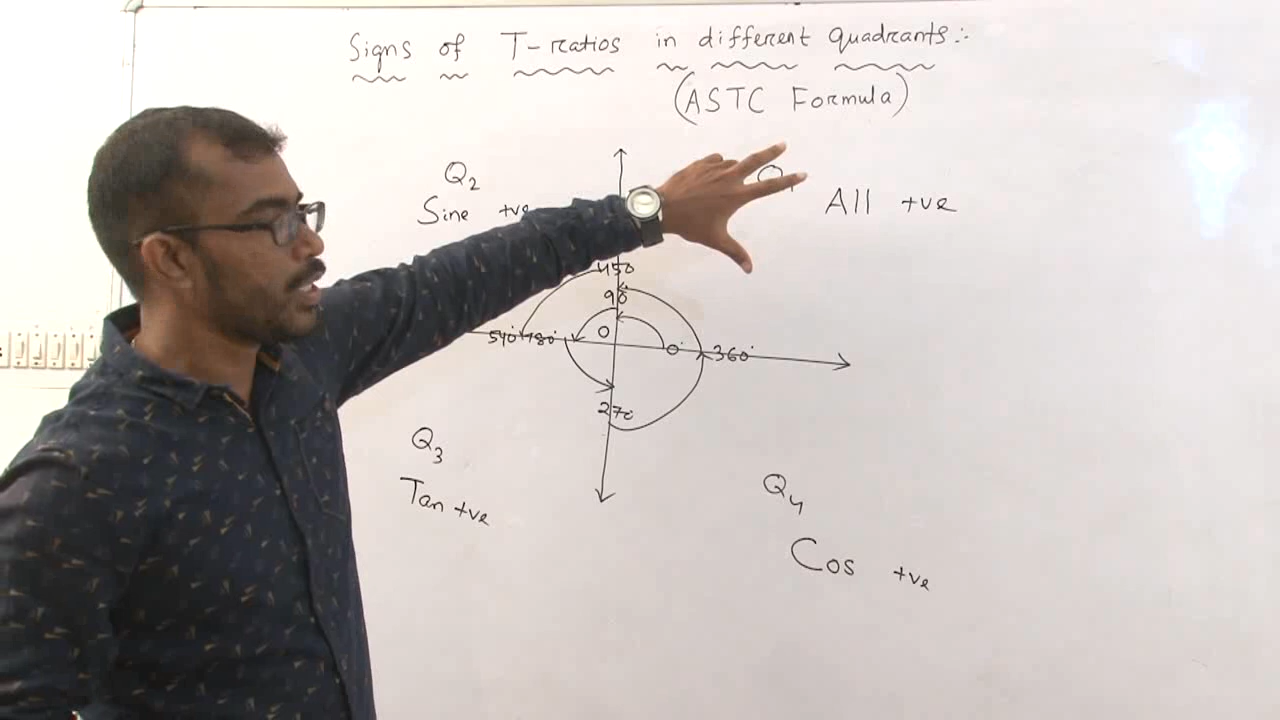 Signs of T-ratios in different quadrants:-
(ASTC Formula)
Q2
Q1
Sine +ve
All +ve
450
90
540° 180°
0
0°
360°
270
Q3
Tan +ve
Q4
Cos +ve